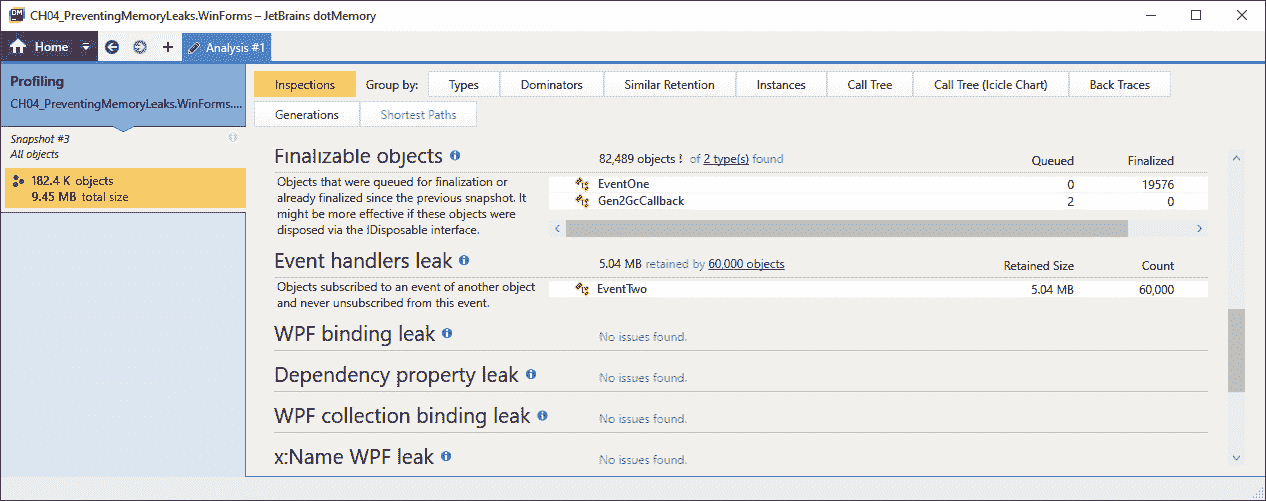 CH04_PreventingMemoryLeaks.WinForms – JetBrains dotMemory
Home
Analysis #1
Profiling
CH04_PreventingMemoryLeaks.WinForms....
Snapshot #3
All objects
182.4 K objects
9.45 MB total size
Inspections Group by: Types Dominators Similar Retention Instances Call Tree Call Tree (Icicle Chart) Back Traces
Generations Shortest Paths
Finalizable objects 82,489 objects ! of 2 type(s) found Queued Finalized
Objects that were queued for finalization or
already finalized since the previous snapshot. It
might be more effective if these objects were
disposed via the IDisposable interface.
EventOne 0 19576
Gen2GcCallback 2 0
Event handlers leak 5.04 MB retained by 60,000 objects Retained Size Count
Objects subscribed to an event of another object
and never unsubscribed from this event.
EventTwo 5.04 MB 60,000
WPF binding leak No issues found.
Dependency property leak No issues found.
WPF collection binding leak No issues found.
x:Name WPF leak No issues found.